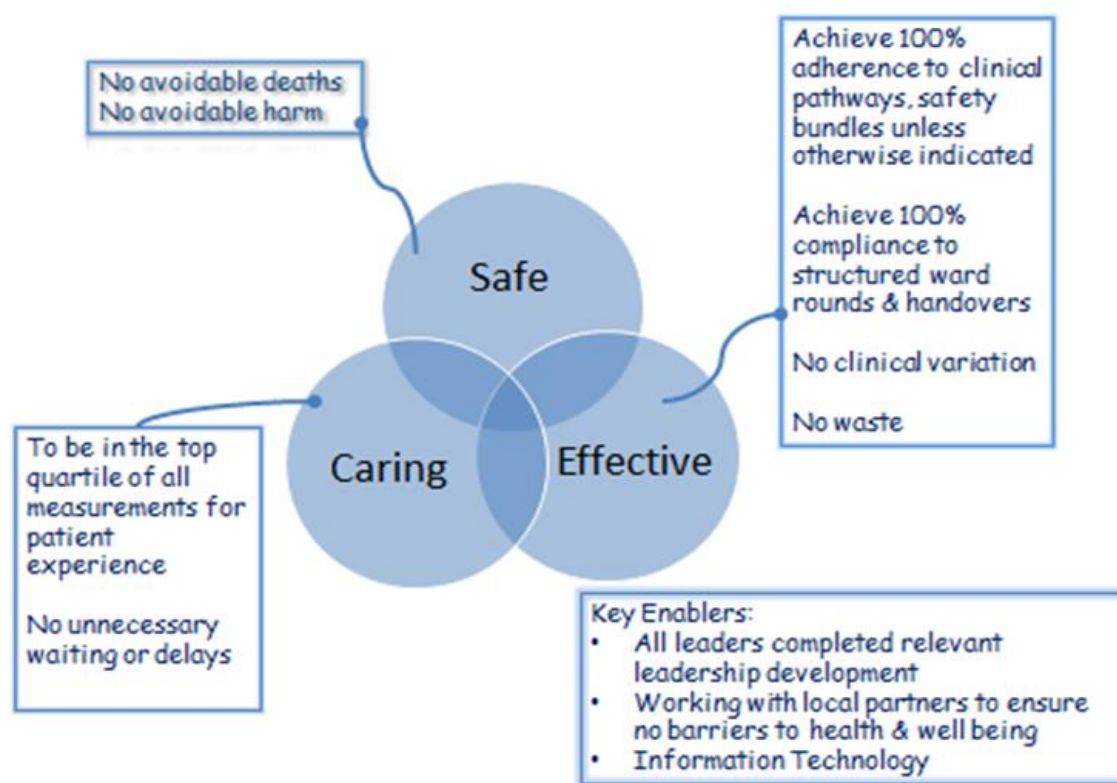 No avoidable deaths
No avoidable harm
Achieve 100%
adherence to clinical
pathways, safety
bundles unless
otherwise indicated
Achieve 100%
compliance to
structured ward
rounds & handovers
No clinical variation
No waste
Safe
Caring
Effective
To be in the top
quartile of all
measurements for
patient
experience
No unnecessary
waiting or delays
Key Enablers:
• All leaders completed relevant
leadership development
• Working with local partners to ensure
no barriers to health & well being
• Information Technology